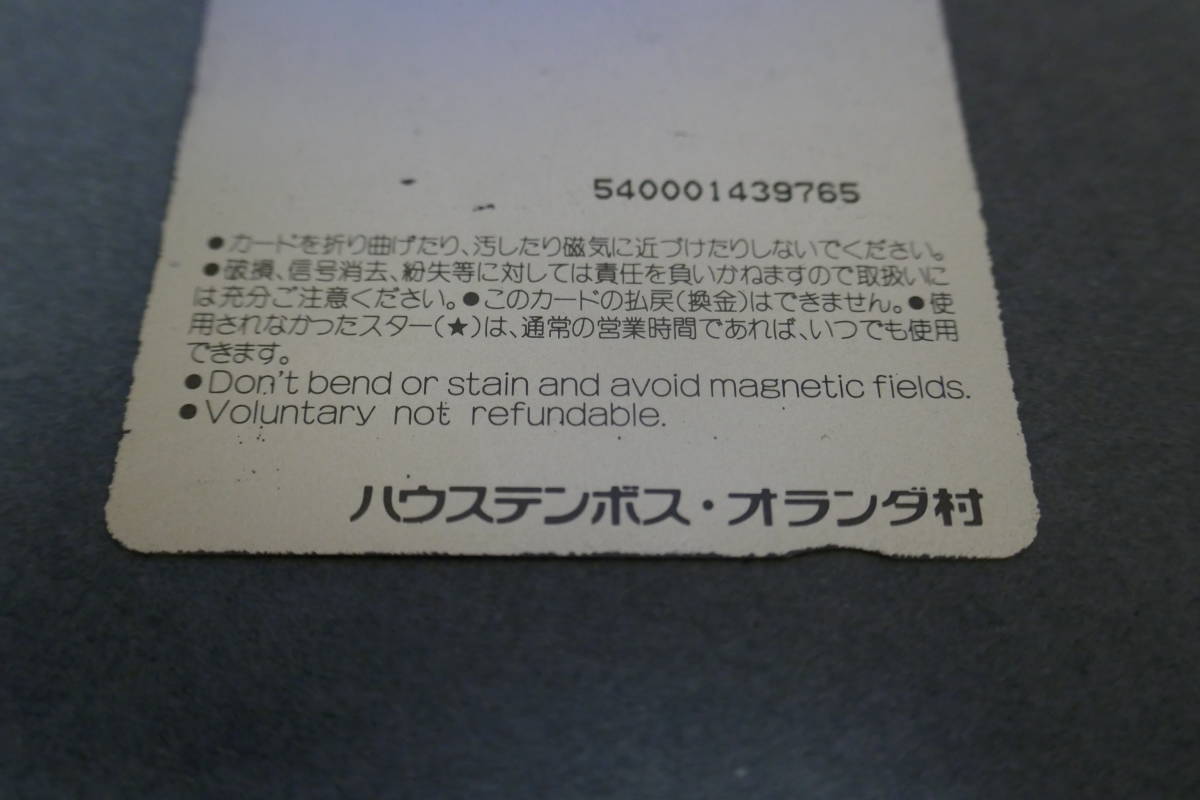 540001439765
●カードを折り曲げたり、汚したり磁気に近づけたりしないでください。
●破損、信号消去、紛失等に対しては責任を負いかねますので取扱いに
は充分ご注意ください。●このカードの払戻(換金)はできません。●使
用されなかったスター(★)は、通常の営業時間であれば、いつでも使用
できます。
●Don't bend or stain and avoid magnetic fields.
●Voluntary not refundable.
ハウステンボス・オランダ村